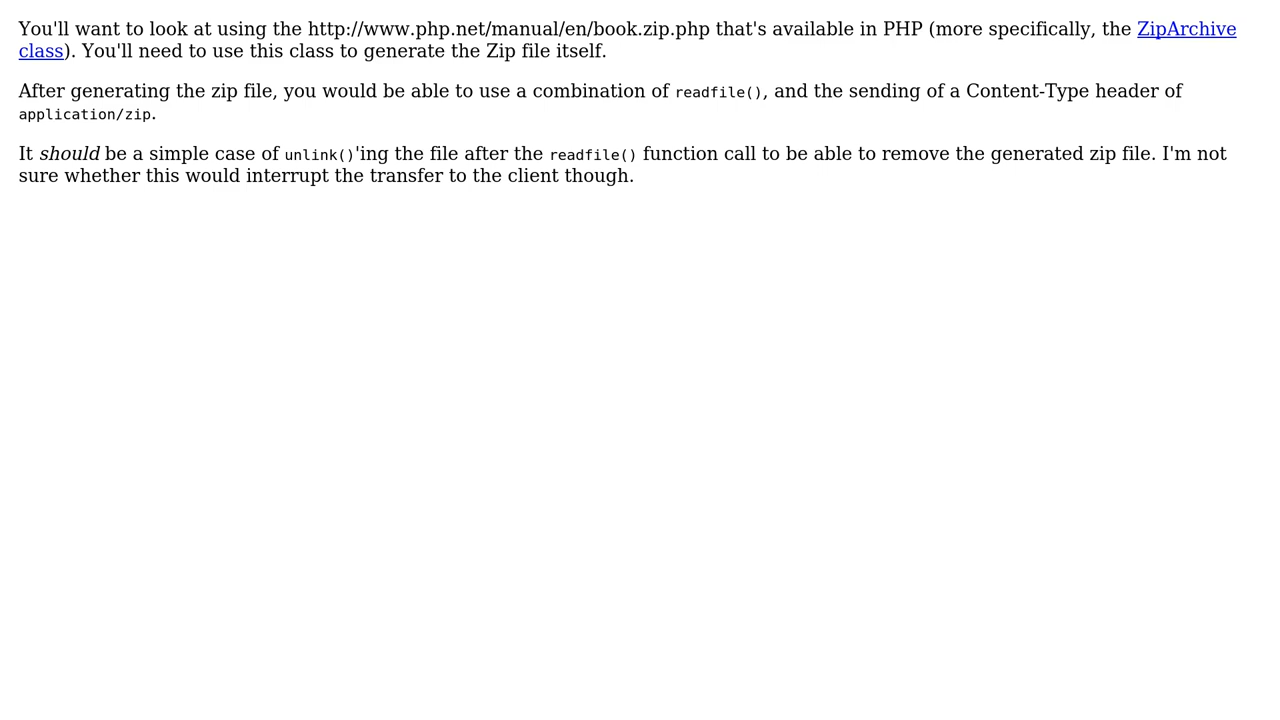 You'll want to look at using the http://www.php.net/manual/en/book.zip.php that's available in PHP (more specifically, the ZipArchive
class). You'll need to use this class to generate the Zip file itself.
After generating the zip file, you would be able to use a combination of readfile(), and the sending of a Content-Type header of
application/zip.
It should be a simple case of unlink()'ing the file after the readfile() function call to be able to remove the generated zip file. I'm not
sure whether this would interrupt the transfer to the client though.